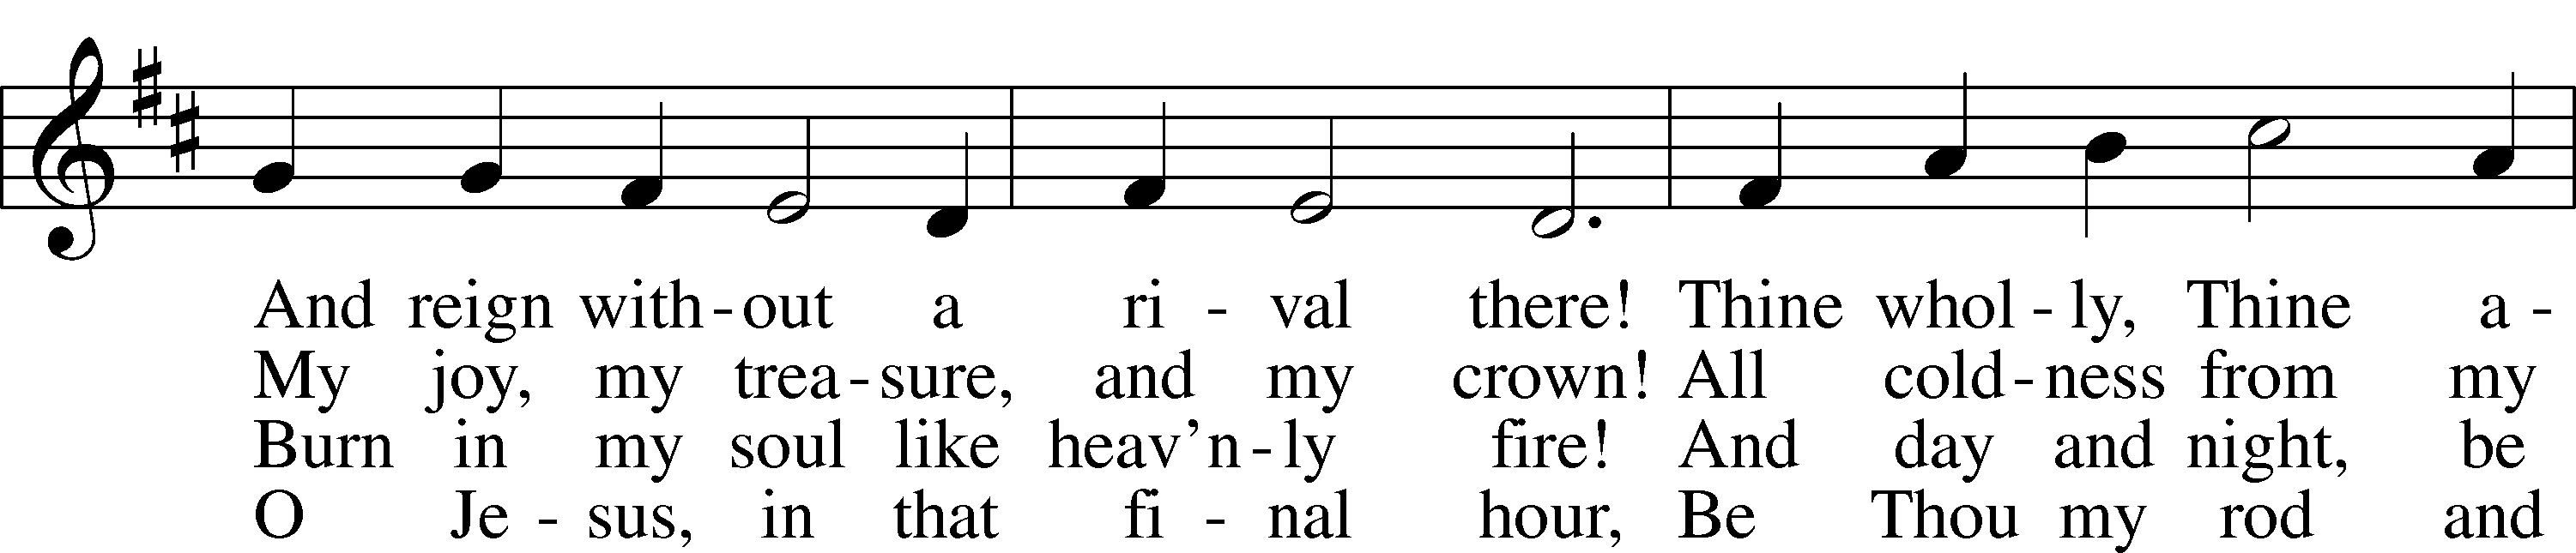 And reign with-out a ri - val there! Thine whol - ly, Thine a -
My joy, my trea-sure, and my crown! All cold-ness from my
Burn in my soul like heav'n-ly fire! And day and night, be
O Je - sus, in that fi - nal hour, Be Thou my rod and